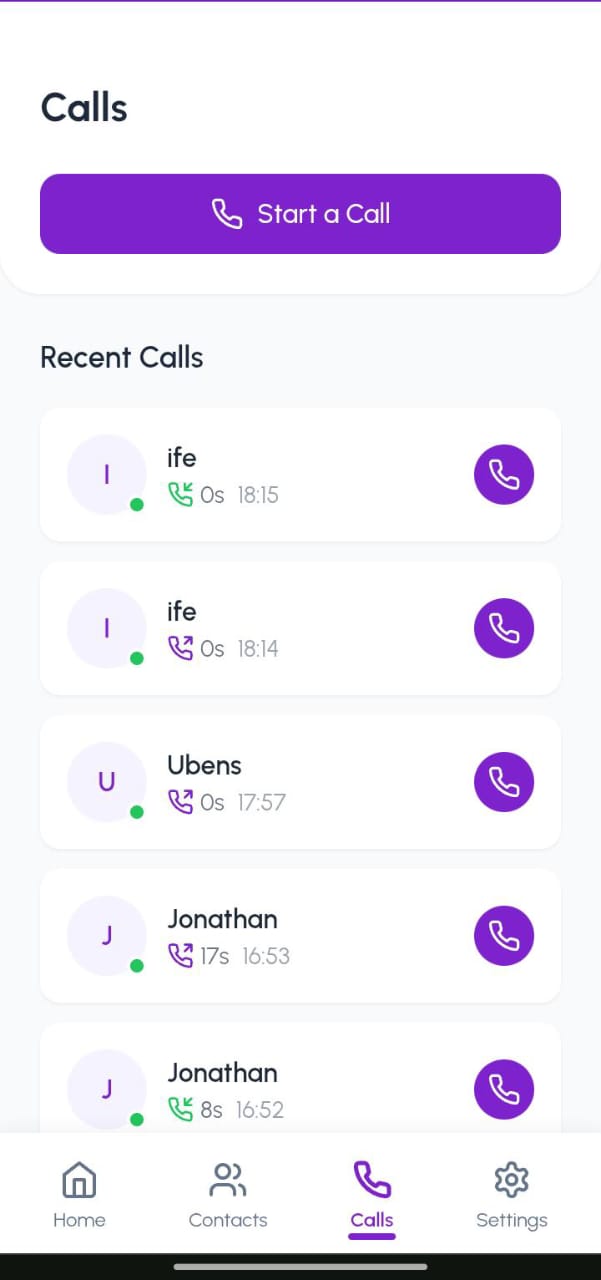 Calls
Start a Call
Recent Calls
I
ife
0s 18:15
I
ife
0s 18:14
U
Ubens
0s 17:57
J
Jonathan
17s 16:53
J
Jonathan
8s 16:52
Home Contacts Calls Settings